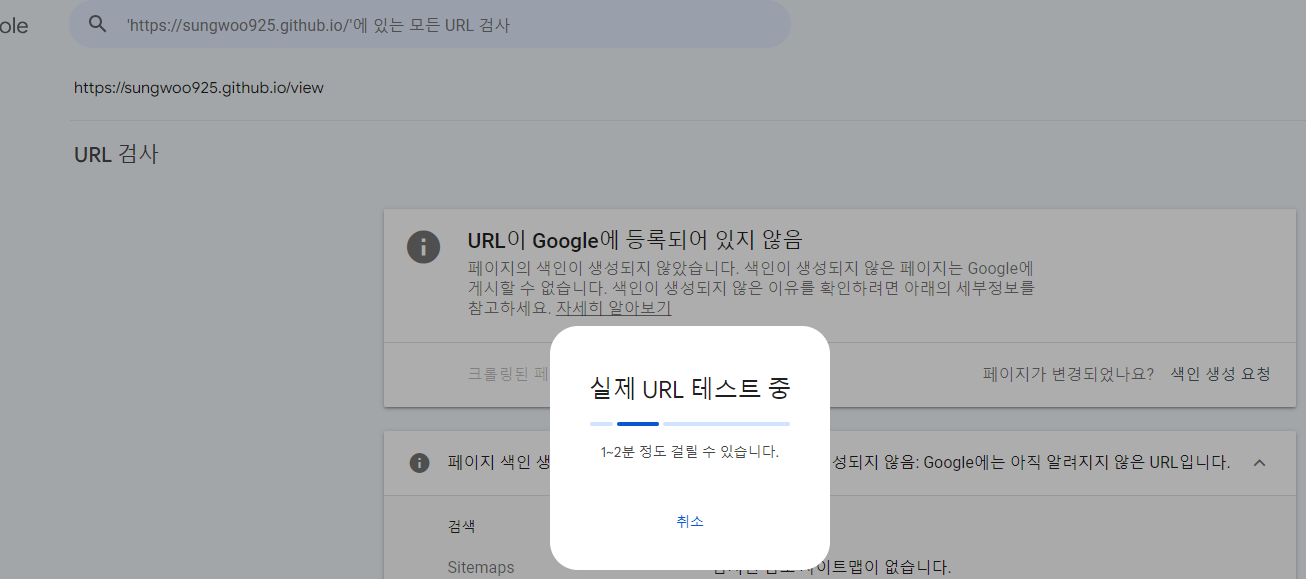 ole
'https://sungwoo925.github.io/'에 있는 모든 URL 검사
https://sungwoo925.github.io/view
URL 검사
URL이 Google에 등록되어 있지 않음
페이지의 색인이 생성되지 않았습니다. 색인이 생성되지 않은 페이지는 Google에
게시할 수 없습니다. 색인이 생성되지 않은 이유를 확인하려면 아래의 세부정보를
참고하세요. 자세히 알아보기
크롤링된 페
페이지가 변경되었나요? 색인 생성 요청
실제 URL 테스트 중
1~2분 정도 걸릴 수 있습니다.
취소
페이지 색인 생
성되지 않음: Google에는 아직 알려지지 않은 URL입니다.
검색
Sitemaps
사이트맵이 없습니다.